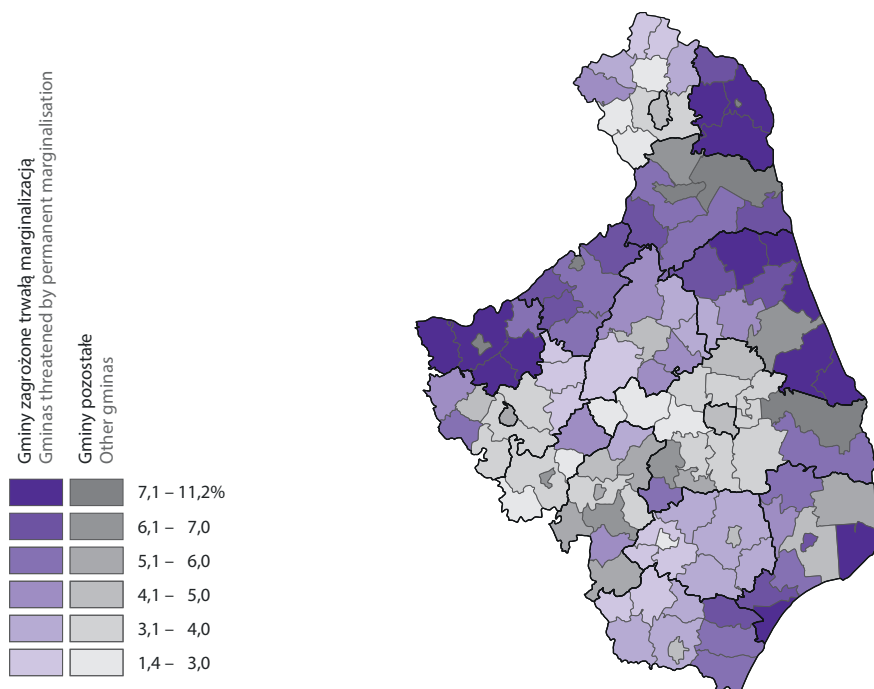 Gminy zagrożone trwałą marginalizacją
Gminas threatened by permanent marginalisation
Gminy pozostałe
Other gminas
7,1 – 11,2%
6,1 – 7,0
5,1 – 6,0
4,1 – 5,0
3,1 – 4,0
1,4 – 3,0